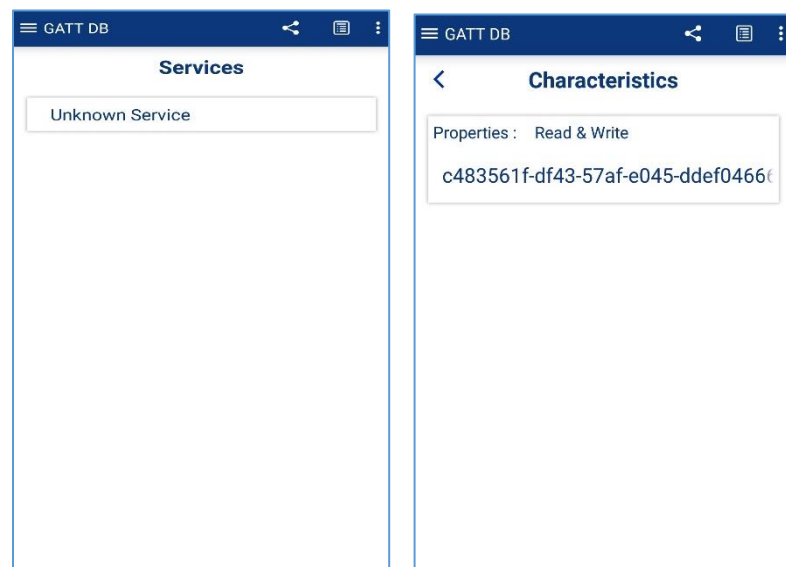 GATT DB
Services
Unknown Service
GATT DB
Characteristics
Properties : Read & Write
c483561f-df43-57af-e045-ddef0466